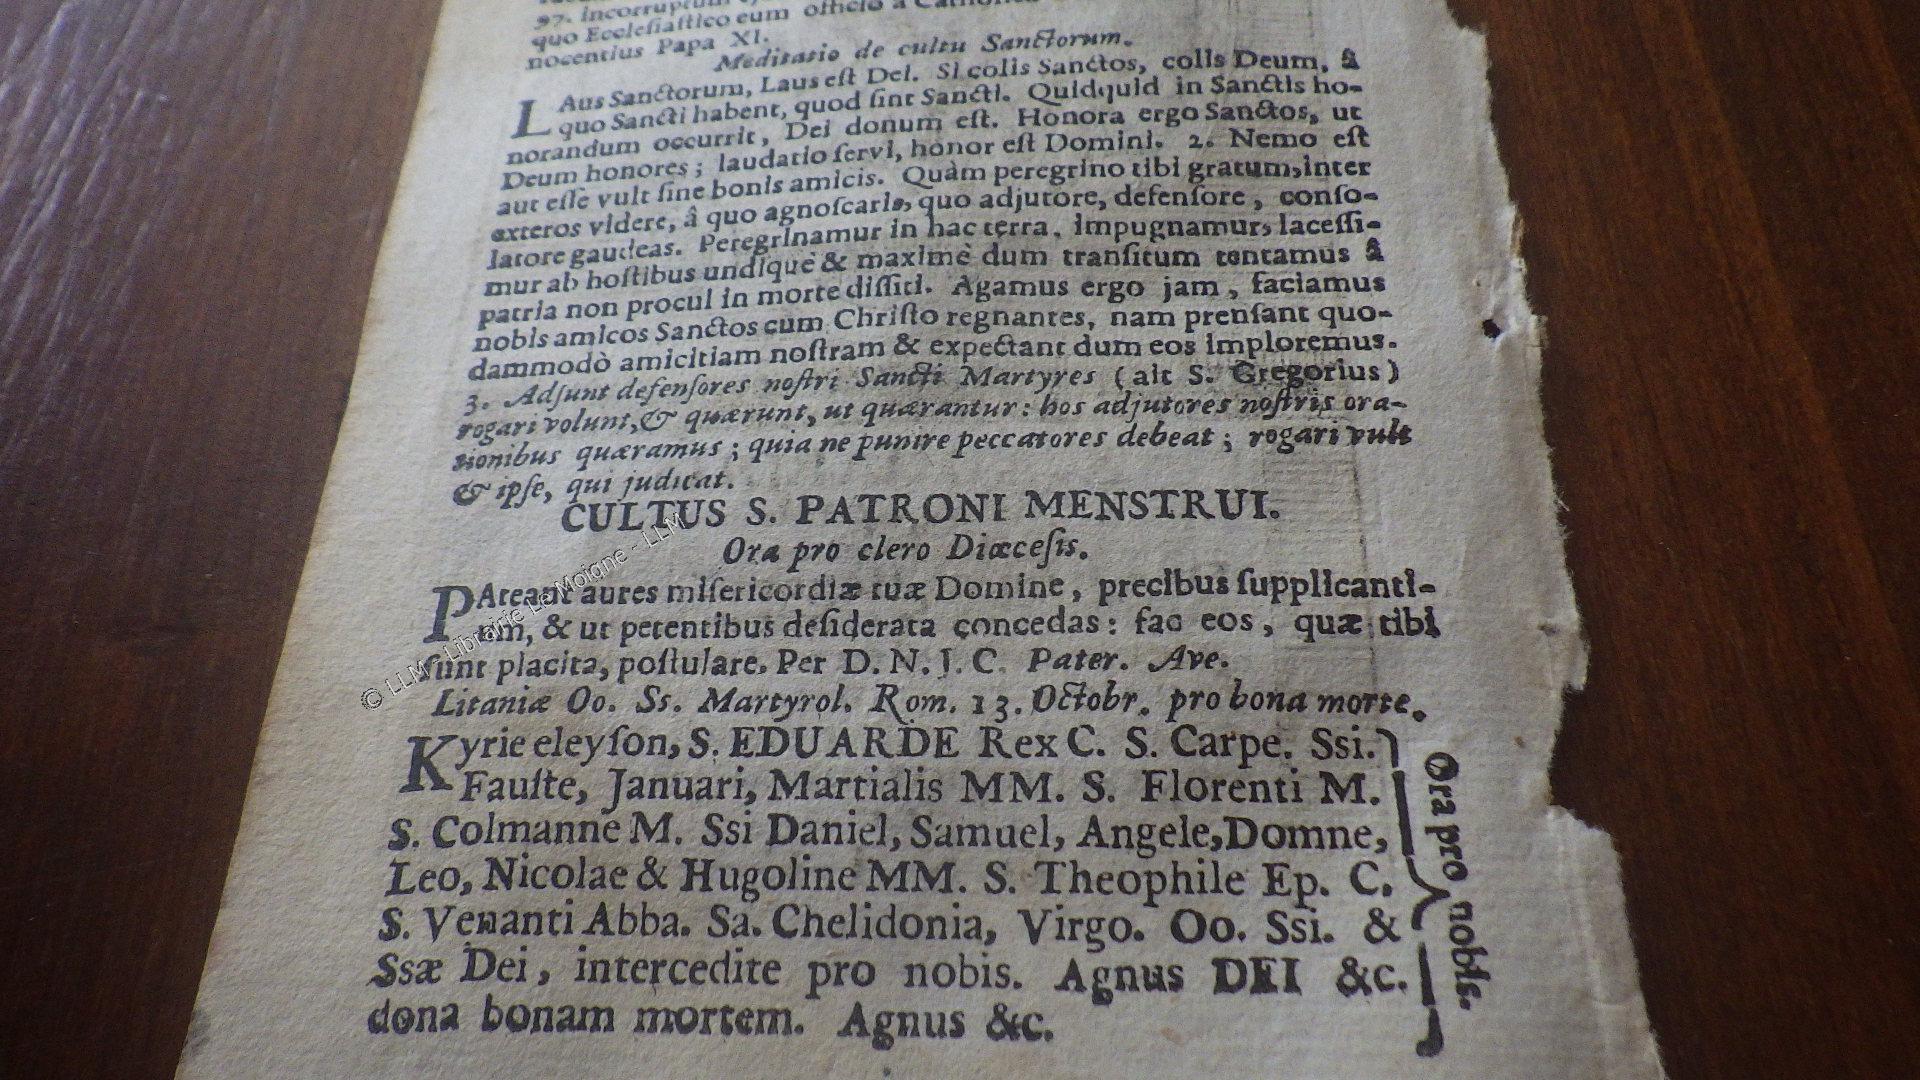 97. Incorruptum
quo Ecclesiastico eum officio a
nocentius Papa XI.
Meditatio de cultu Sanctorum.
LAus Sanctorum, Laus eſt Dei. Si colis Sanctos, colis Deum, â
quo Sancti habent, quod ſint Sancti. Quidquid in Sanctis ho-
norandum occurrit, Dei donum eſt. Honora ergo Sanctos, ut
Deum honores; laudatio ſervi, honor eſt Domini. 2. Nemo eſt
aut eſſe vult ſine bonis amicis. Quàm peregrino tibi gratum, inter
exteros videre, â quo agnoſcaris, quo adjutore, defenſore, conſo-
latore gaudeas. Peregrinamur in hac terra. impugnamur, laceſſi-
mur ab hoſtibus undiquè & maximè dum tranſitum tentamus â
patria non procul in morte diſſiti. Agamus ergo jam, faciamus
nobis amicos Sanctos cum Chriſto regnantes, nam prenſant quo-
dammodò amicitiam noſtram & expectant dum eos imploremus.
3. Adſunt defenſores noſtri Sancti Martyres (ait S. Gregorius)
rogari volunt, & quærunt, ut quærantur: hos adjutores noſtris ora-
tionibus quæramus; quia ne punire peccatores debeat; rogari vult
& ipſe, qui judicat.
CULTUS S. PATRONI MENSTRUI.
Ora pro clero Diœceſis.
PAteant aures miſericordiæ tuæ Domine, precibus ſupplicanti-
um, & ut petentibus deſiderata concedas: fac eos, quæ tibi
ſunt placita, poſtulare. Per D. N. J. C. Pater. Ave.
Litaniæ Oo. Ss. Martyrol. Rom. 13. Octobr. pro bona morte.
Kyrie eleyſon, S. EDUARDE Rex C. S. Carpe. Ssi.
Fauſte, Januari, Martialis MM. S. Florenti M.
S. Colmanne M. Ssi Daniel, Samuel, Angele, Domne,
Leo, Nicolae & Hugoline MM. S. Theophile Ep. C.
S. Venanti Abba. Sa. Chelidonia, Virgo. Oo. Ssi. &
Ssæ Dei, intercedite pro nobis. Agnus DEI &c.
dona bonam mortem. Agnus &c.
Ora pro nobis.
© LLM - Librairie Le Moigne - LLM